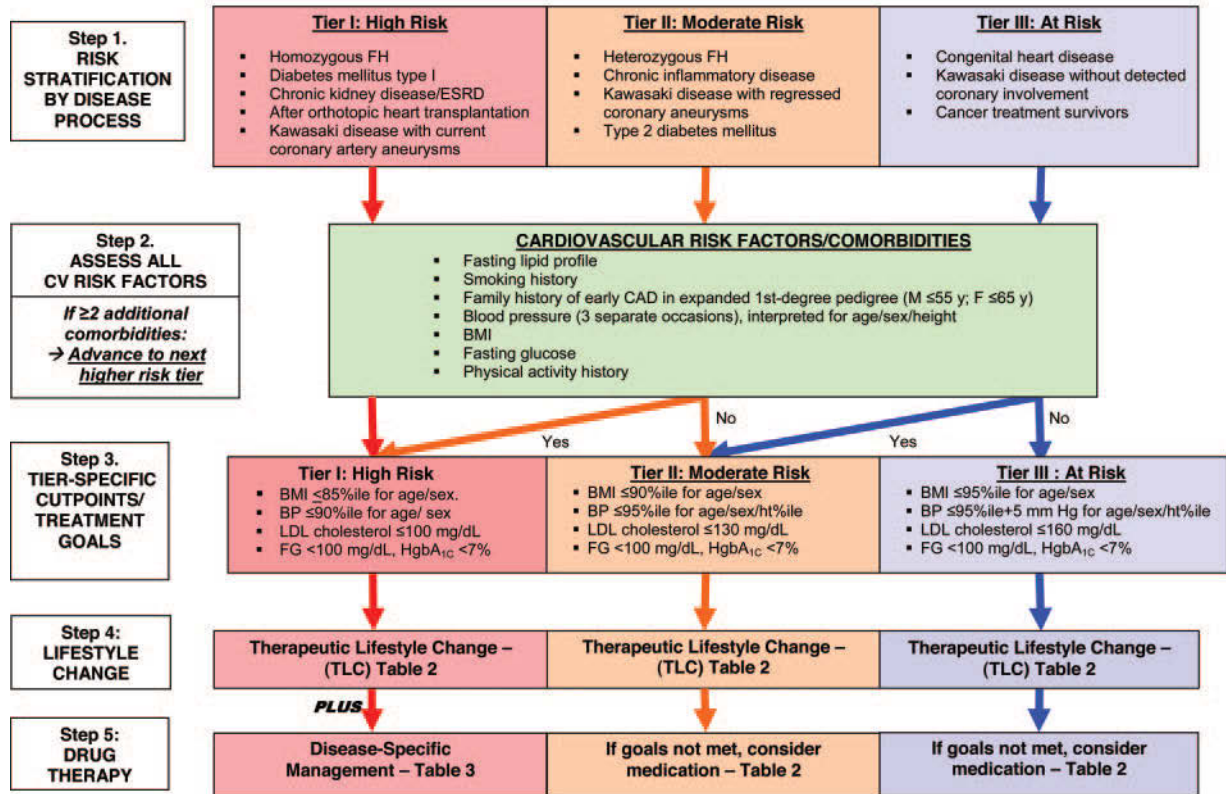 Step 1.
RISK
STRATIFICATION
BY DISEASE
PROCESS
Tier I: High Risk
▪ Homozygous FH
▪ Diabetes mellitus type I
▪ Chronic kidney disease/ESRD
▪ After orthotopic heart transplantation
▪ Kawasaki disease with current
coronary artery aneurysms
Tier II: Moderate Risk
▪ Heterozygous FH
▪ Chronic inflammatory disease
▪ Kawasaki disease with regressed
coronary aneurysms
▪ Type 2 diabetes mellitus
Tier III: At Risk
▪ Congenital heart disease
▪ Kawasaki disease without detected
coronary involvement
▪ Cancer treatment survivors
Step 2.
ASSESS ALL
CV RISK FACTORS
If ≥2 additional
comorbidities:
→ Advance to next
higher risk tier
CARDIOVASCULAR RISK FACTORS/COMORBIDITIES
▪ Fasting lipid profile
▪ Smoking history
▪ Family history of early CAD in expanded 1st-degree pedigree (M ≤55 y; F ≤65 y)
▪ Blood pressure (3 separate occasions), interpreted for age/sex/height
▪ BMI
▪ Fasting glucose
▪ Physical activity history
Yes
No
Yes
No
Step 3.
TIER-SPECIFIC
CUTPOINTS/
TREATMENT
GOALS
Tier I: High Risk
▪ BMI ≤85%ile for age/sex.
▪ BP ≤90%ile for age/ sex
▪ LDL cholesterol ≤100 mg/dL
▪ FG <100 mg/dL, HgbA1C <7%
Tier II: Moderate Risk
▪ BMI ≤90%ile for age/sex
▪ BP ≤95%ile for age/sex/ht%ile
▪ LDL cholesterol ≤130 mg/dL
▪ FG <100 mg/dL, HgbA1C <7%
Tier III : At Risk
▪ BMI ≤95%ile for age/sex
▪ BP ≤95%ile+5 mm Hg for age/sex/ht%ile
▪ LDL cholesterol ≤160 mg/dL
▪ FG <100 mg/dL, HgbA1C <7%
Step 4:
LIFESTYLE
CHANGE
Therapeutic Lifestyle Change –
(TLC) Table 2
Therapeutic Lifestyle Change –
(TLC) Table 2
Therapeutic Lifestyle Change –
(TLC) Table 2
PLUS
Step 5:
DRUG
THERAPY
Disease-Specific
Management – Table 3
If goals not met, consider
medication – Table 2
If goals not met, consider
medication – Table 2